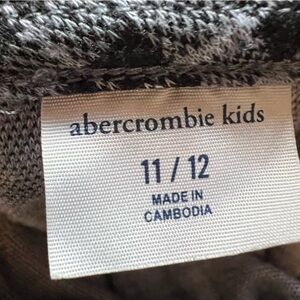 abercrombie kids
11 / 12
MADE IN
CAMBODIA